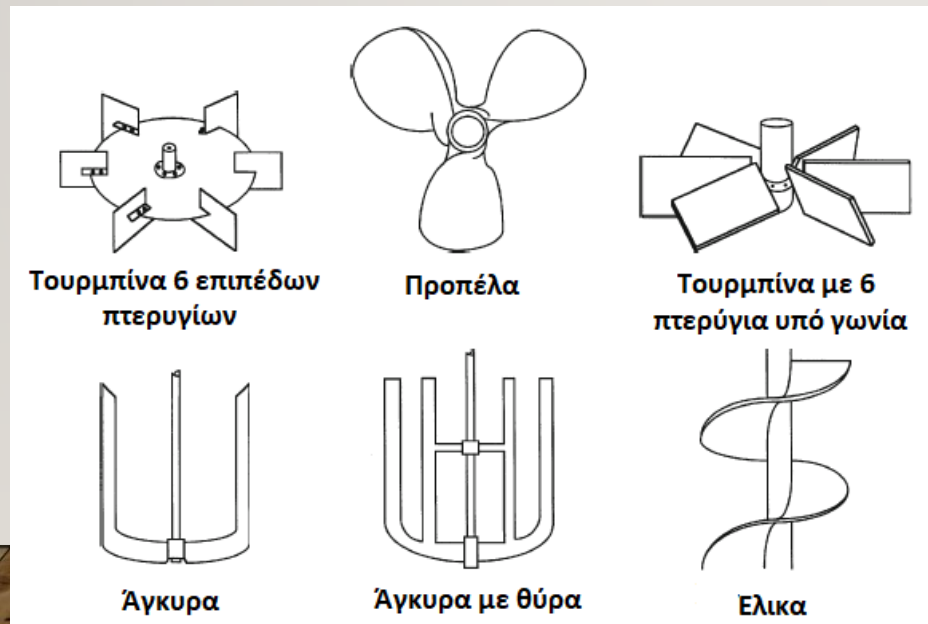 Τουρμπίνα 6 επιπέδων
πτερυγίων
Προπέλα
Τουρμπίνα με 6
πτερύγια υπό γωνία
Άγκυρα
Άγκυρα με θύρα
Έλικα